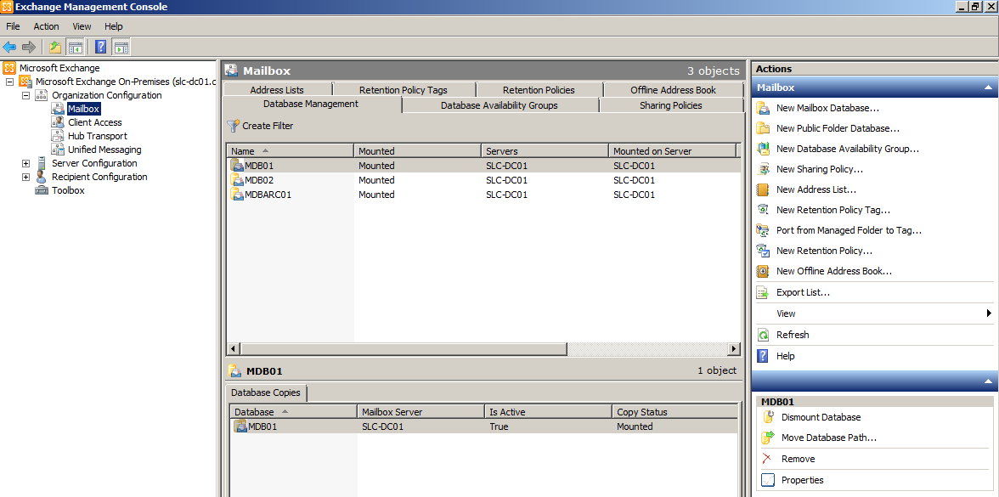 Exchange Management Console
File Action View Help
Microsoft Exchange
Microsoft Exchange On-Premises (slc-dc01.c
Organization Configuration
Mailbox
Client Access
Hub Transport
Unified Messaging
Server Configuration
Recipient Configuration
Toolbox
Mailbox 3 objects
Address Lists Retention Policy Tags Retention Policies Offline Address Book
Database Management Database Availability Groups Sharing Policies
Create Filter
Name Mounted Servers Mounted on Server
MDB01 Mounted SLC-DC01 SLC-DC01
MDB02 Mounted SLC-DC01 SLC-DC01
MDBARC01 Mounted SLC-DC01 SLC-DC01
MDB01 1 object
Database Copies
Database Mailbox Server Is Active Copy Status
MDB01 SLC-DC01 True Mounted
Actions
Mailbox
New Mailbox Database...
New Public Folder Database...
New Database Availability Group...
New Sharing Policy...
New Address List...
New Retention Policy Tag...
Port from Managed Folder to Tag...
New Retention Policy...
New Offline Address Book...
Export List...
View
Refresh
Help
MDB01
Dismount Database
Move Database Path...
Remove
Properties